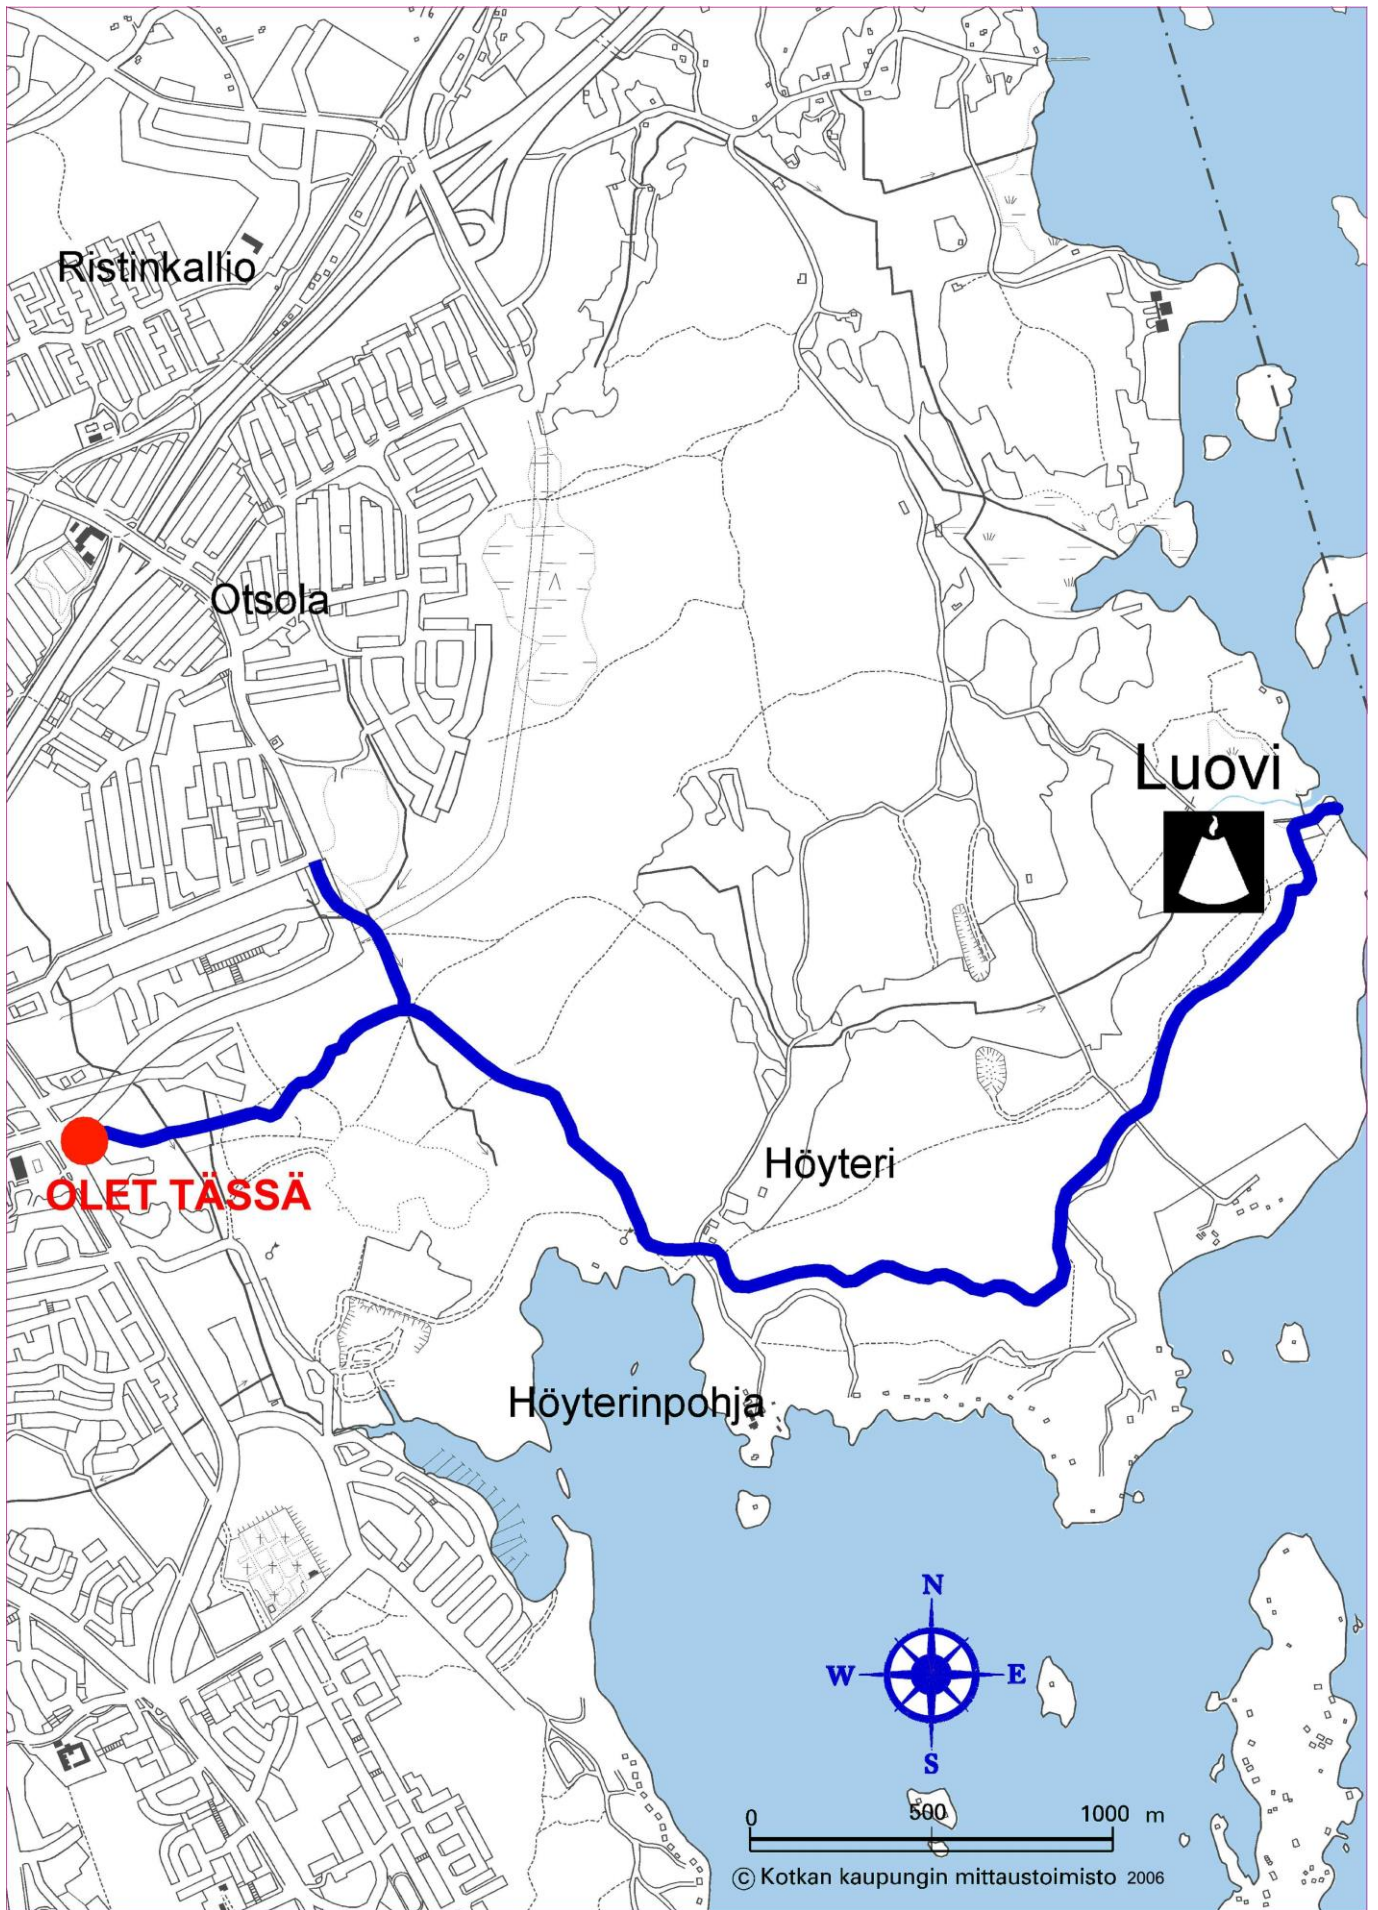 Ristinkallio
Otsola
Luovi
OLET TÄSSÄ
Höyteri
Höyterinpohja
N
W E
S
0 500 1000 m
© Kotkan kaupungin mittaustoimisto 2006